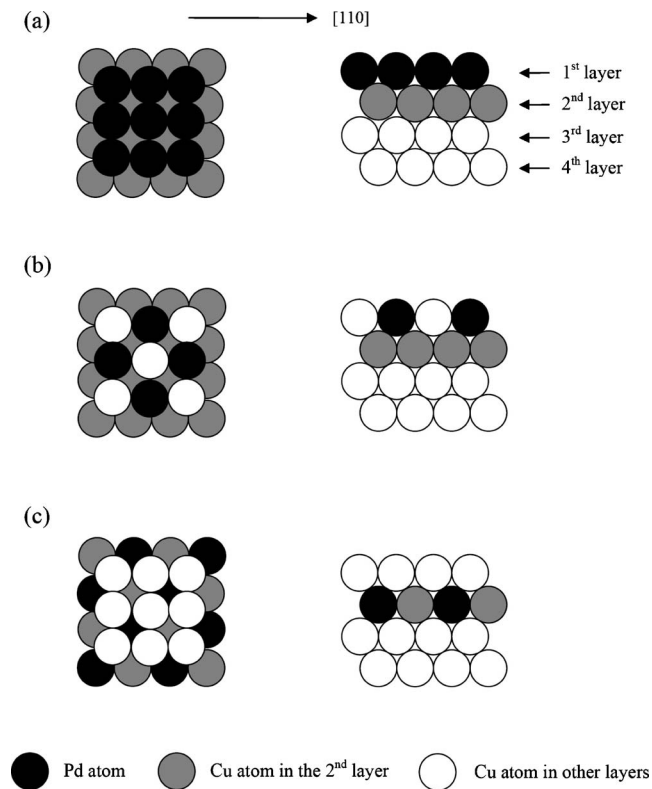 (a)
[110]
1st layer
2nd layer
3rd layer
4th layer
(b)
(c)
Pd atom
Cu atom in the 2nd layer
Cu atom in other layers